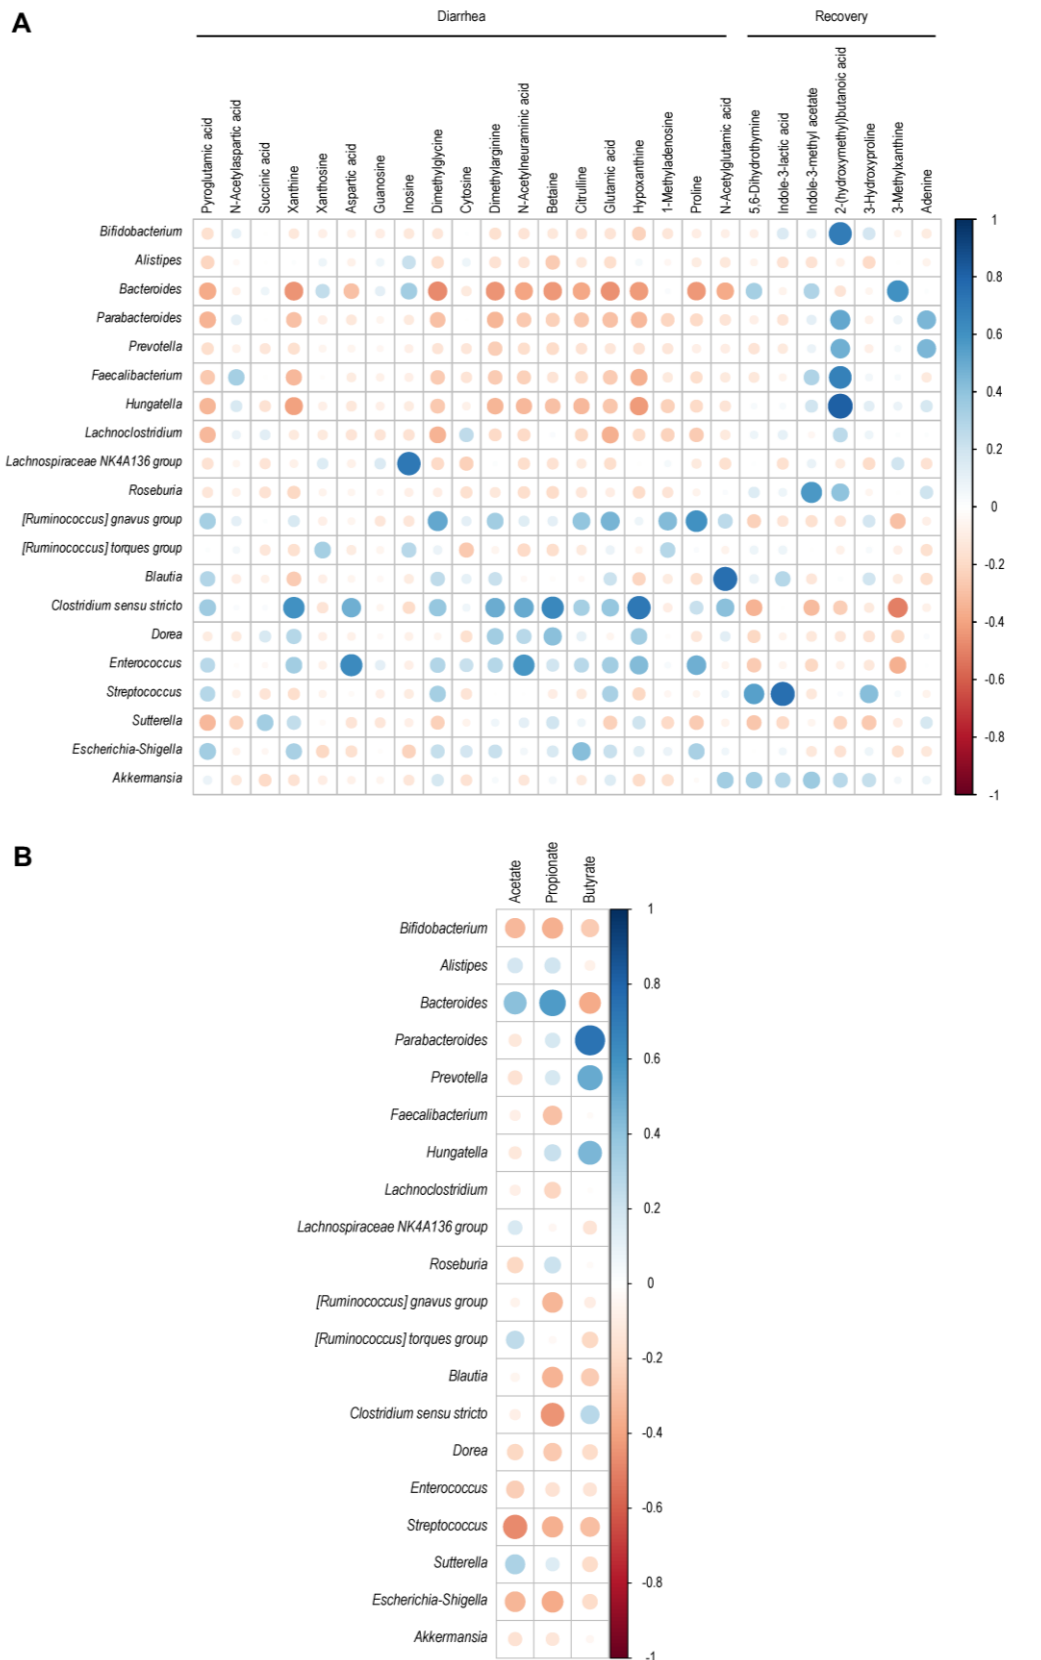 A
Diarrhea
Recovery
Pyroglutamic acid
N-Acetylaspartic acid
Succinic acid
Xanthine
Xanthosine
Aspartic acid
Guanosine
Inosine
Dimethylglycine
Cytosine
Dimethylarginine
N-Acetylneuraminic acid
Betaine
Citrulline
Glutamic acid
Hypoxanthine
1-Methyladenosine
Proline
N-Acetylglutamic acid
5,6-Dihydrothymine
Indole-3-lactic acid
Indole-3-methyl acetate
2-(hydroxymethyl)butanoic acid
3-Hydroxyproline
3-Methylxanthine
Adenine
Bifidobacterium
Alistipes
Bacteroides
Parabacteroides
Prevotella
Faecalibacterium
Hungatella
Lachnoclostridium
Lachnospiraceae NK4A136 group
Roseburia
[Ruminococcus] gnavus group
[Ruminococcus] torques group
Blautia
Clostridium sensu stricto
Dorea
Enterococcus
Streptococcus
Sutterella
Escherichia-Shigella
Akkermansia
1
0.8
0.6
0.4
0.2
0
-0.2
-0.4
-0.6
-0.8
-1
B
Acetate
Propionate
Butyrate
Bifidobacterium
Alistipes
Bacteroides
Parabacteroides
Prevotella
Faecalibacterium
Hungatella
Lachnoclostridium
Lachnospiraceae NK4A136 group
Roseburia
[Ruminococcus] gnavus group
[Ruminococcus] torques group
Blautia
Clostridium sensu stricto
Dorea
Enterococcus
Streptococcus
Sutterella
Escherichia-Shigella
Akkermansia
1
0.8
0.6
0.4
0.2
0
-0.2
-0.4
-0.6
-0.8
-1